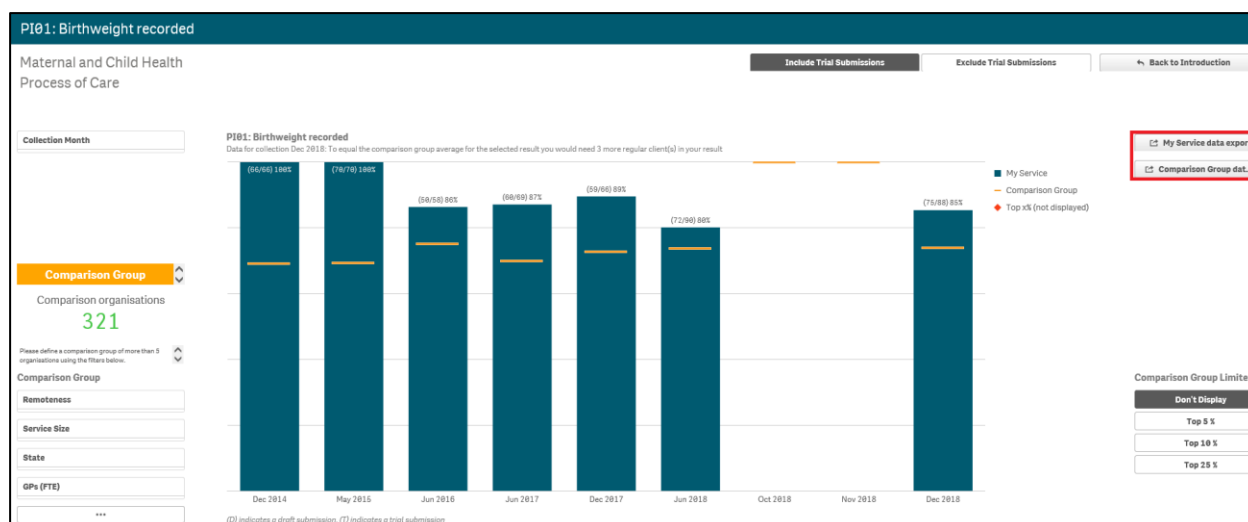 PI01: Birthweight recorded
Maternal and Child Health
Process of Care
Include Trial Submissions
Exclude Trial Submissions
Back to Introduction
Collection Month
PI01: Birthweight recorded
Data for collection Dec 2018: To equal the comparison group average for the selected result you would need 3 more regular client(s) in your result
My Service data expor
Comparison Group dat...
(66/66) 100%
(70/70) 100%
(50/58) 86%
(60/69) 87%
(59/66) 89%
(72/90) 80%
(75/88) 85%
My Service
Comparison Group
Top x% (not displayed)
Comparison Group
Comparison organisations
321
Please define a comparison group of more than 5
organisations using the filters below.
Comparison Group
Remoteness
Service Size
State
GPs (FTE)
...
Comparison Group Limite
Don't Display
Top 5 %
Top 10 %
Top 25 %
Dec 2014
May 2015
Jun 2016
Jun 2017
Dec 2017
Jun 2018
Oct 2018
Nov 2018
Dec 2018
(D) indicates a draft submission, (T) indicates a trial submission